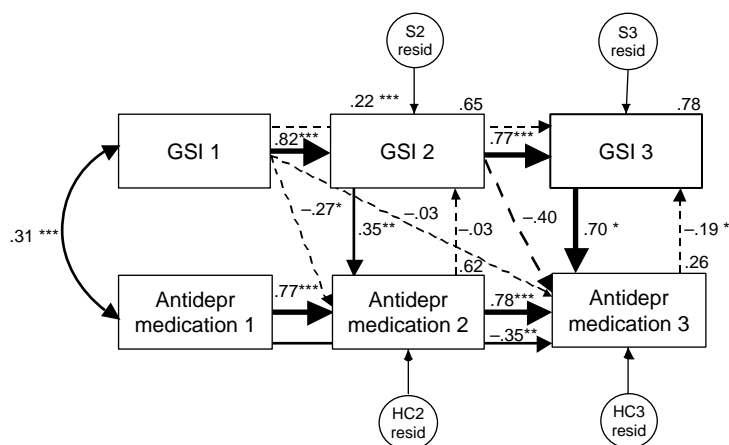 S2
resid
S3
resid
.22 ***
.65
.78
GSI 1
.82***
GSI 2
.77***
GSI 3
–.27*
–.03
–.40
.31 ***
.35**
–.03
.70 *
–.19 *
.62
.26
Antidepr
medication 1
.77***
Antidepr
medication 2
.78***
Antidepr
medication 3
–.35**
HC2
resid
HC3
resid